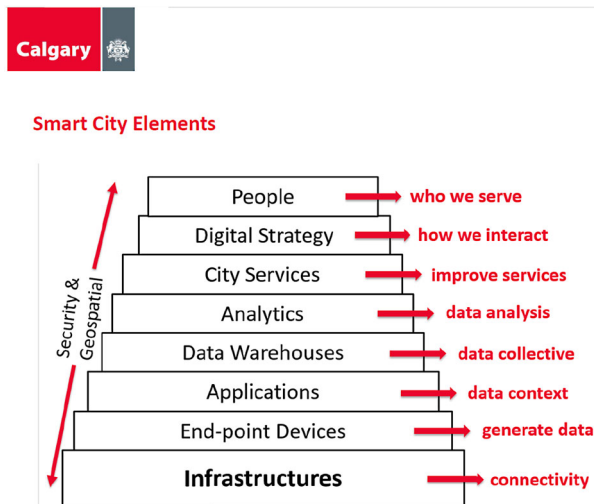 Calgary
Smart City Elements
Security &
Geospatial
People
who we serve
Digital Strategy
how we interact
City Services
improve services
Analytics
data analysis
Data Warehouses
data collective
Applications
data context
End-point Devices
generate data
Infrastructures
connectivity